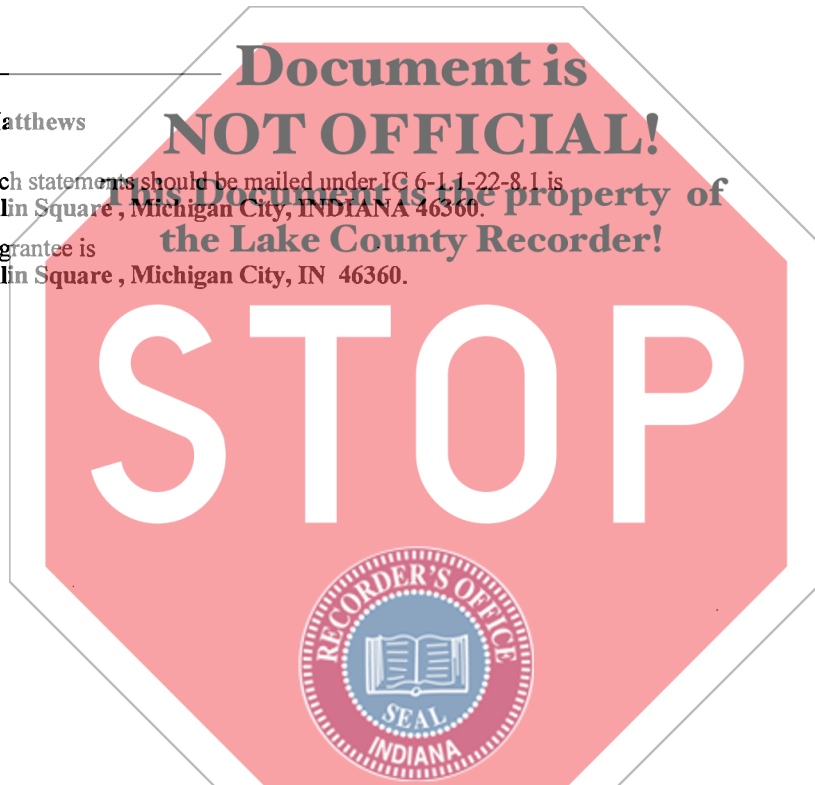 Document is
atthews
NOT OFFICIAL!
ch statements should be mailed under IC 6-1.1-22-8.1 is
This Document is the property of
lin Square , Michigan City, INDIANA 46360.
the Lake County Recorder!
grantee is
lin Square , Michigan City, IN 46360.
STOP
RECORDER'S OFFICE
SEAL
INDIANA